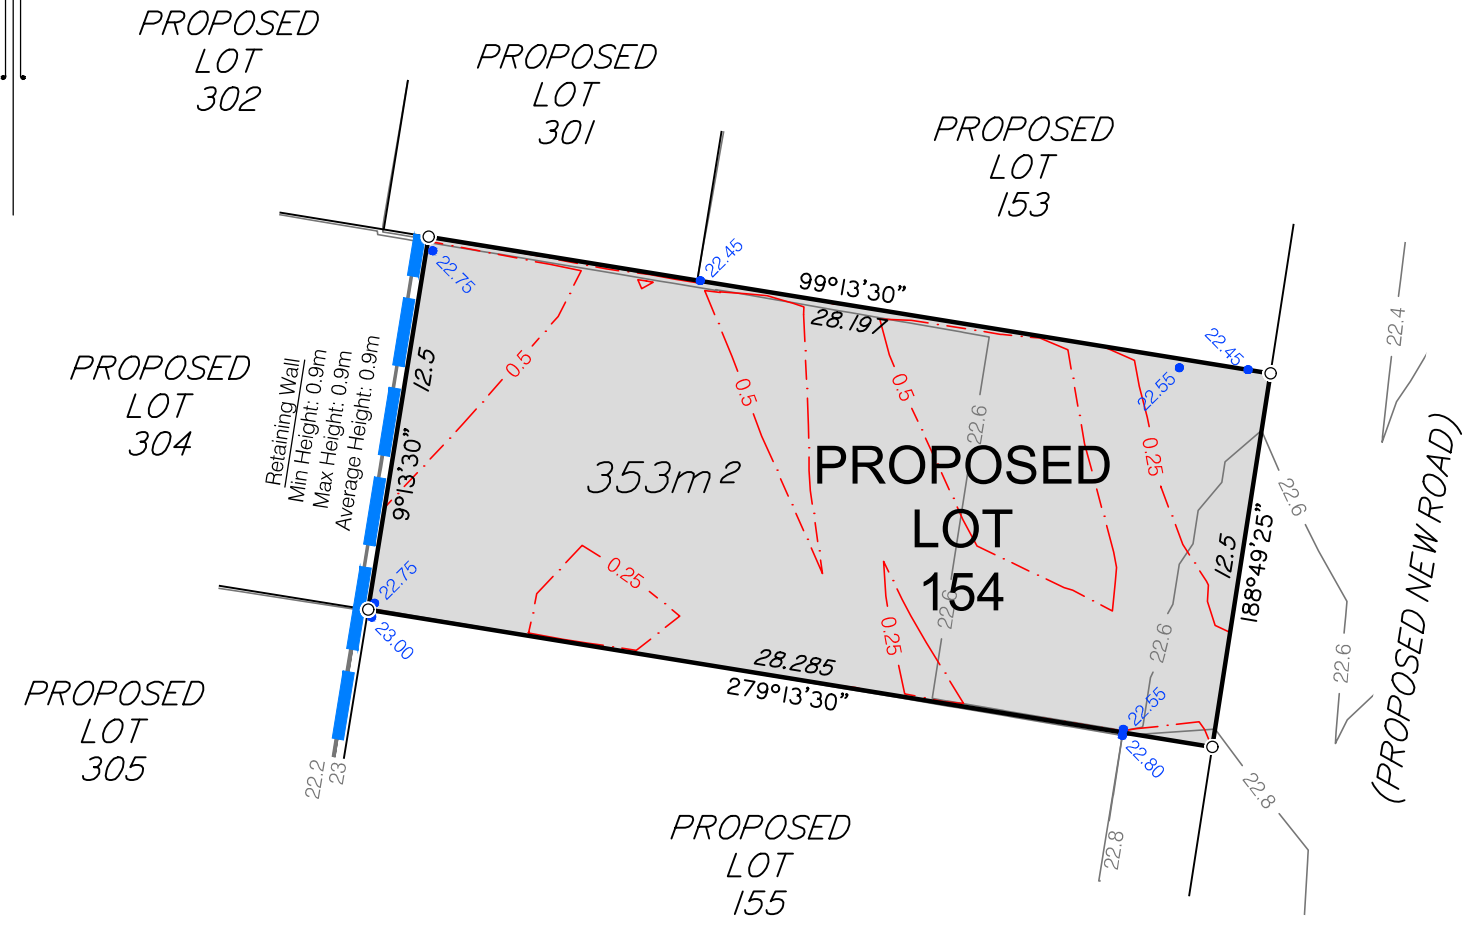 PROPOSED
LOT
302
PROPOSED
LOT
301
PROPOSED
LOT
153
22.45
22.75
99°13'30"
28.197
22.4
22.45
22.55
Retaining Wall
Min Height: 0.9m
Max Height: 0.9m
Average Height: 0.9m
12.5
9°13'30"
0.5
0.5
0.5
22.6
0.25
PROPOSED
LOT
304
353m²
PROPOSED
LOT
154
22.6
22.6
12.5
188°49'25"
(PROPOSED NEW ROAD)
22.75
23.00
0.25
0.25
22.6
22.6
28.285
279°13'30"
22.55
22.80
PROPOSED
LOT
305
22.2
23
22.8
22.8
PROPOSED
LOT
155